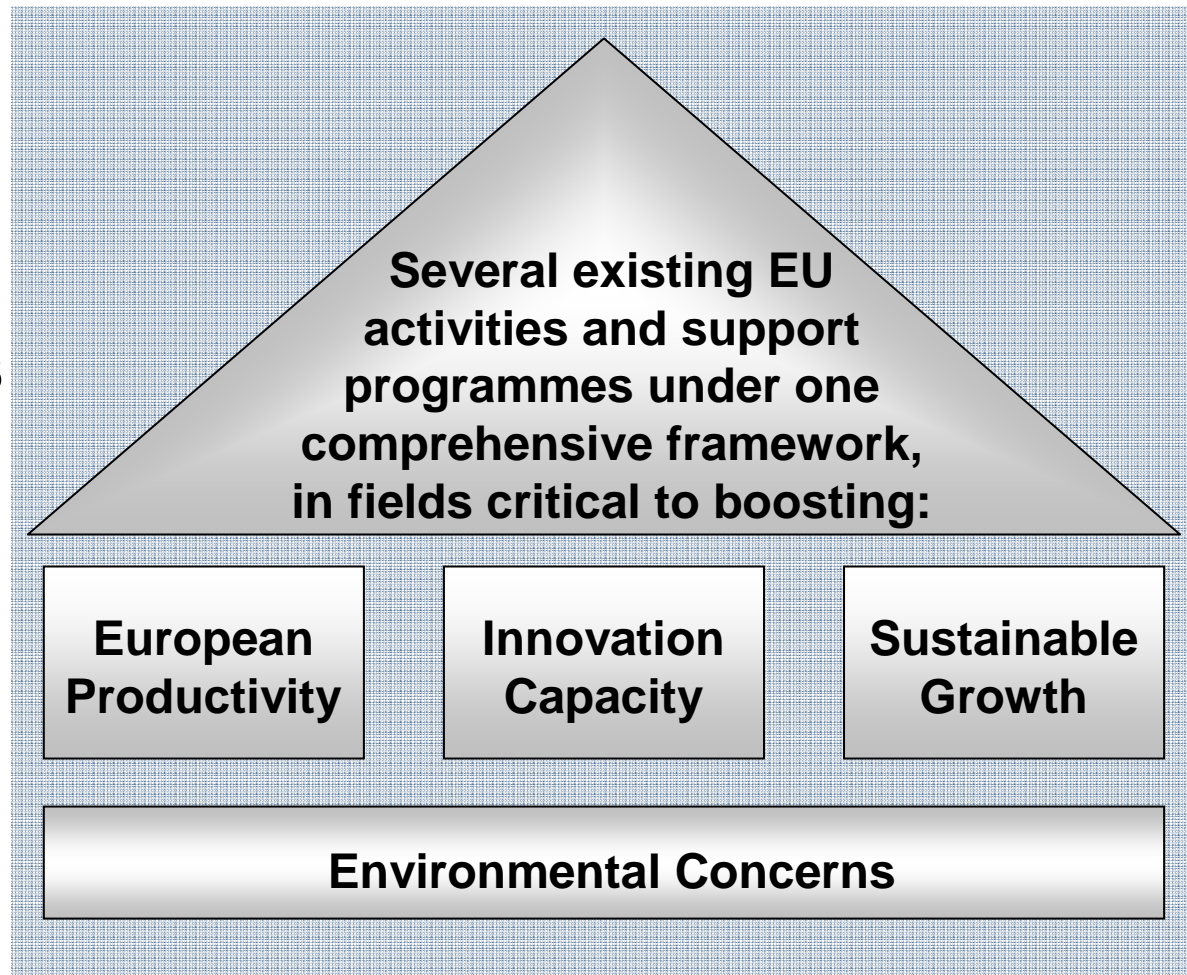 Several existing EU
activities and support
programmes under one
comprehensive framework,
in fields critical to boosting:
European
Productivity
Innovation
Capacity
Sustainable
Growth
Environmental Concerns